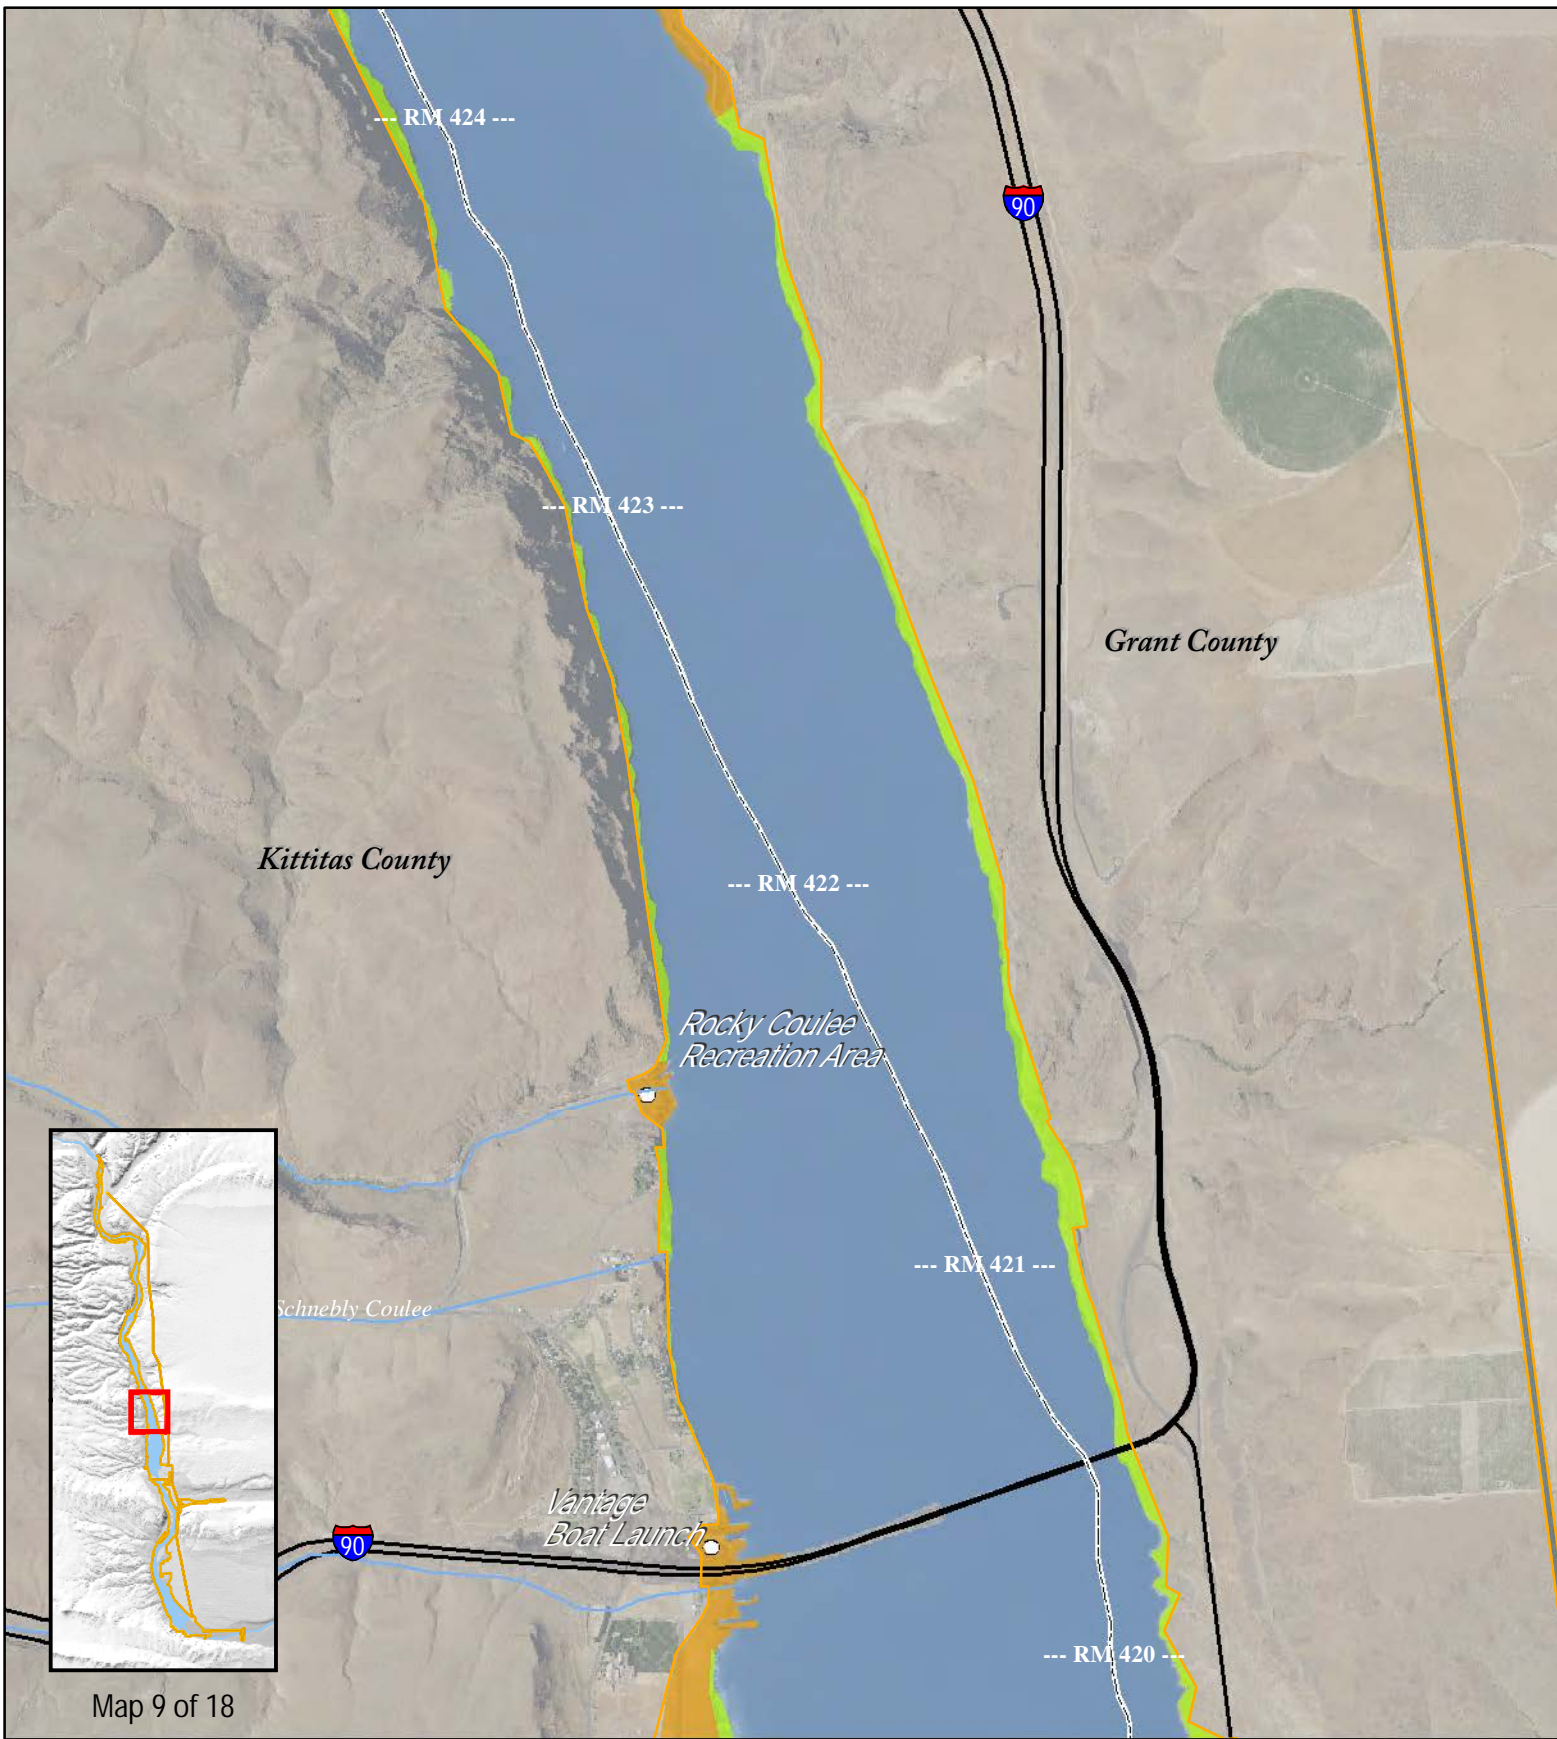 --- RM 424 ---
90
--- RM 423 ---
Grant County
Kittitas County
--- RM 422 ---
Rocky Coulee
Recreation Area
--- RM 421 ---
Schnebly Coulee
Vantage
Boat Launch
90
--- RM 420 ---
Map 9 of 18